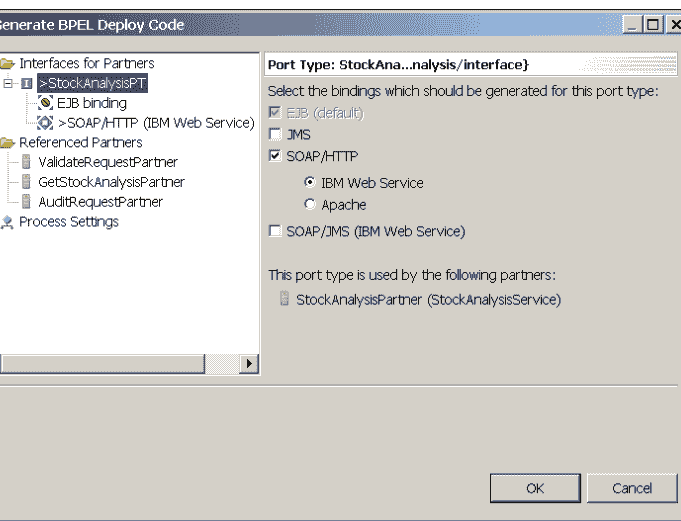 Generate BPEL Deploy Code
Interfaces for Partners
>StockAnalysisPT
EJB binding
>SOAP/HTTP (IBM Web Service)
Referenced Partners
ValidateRequestPartner
GetStockAnalysisPartner
AuditRequestPartner
Process Settings
Port Type: StockAna...nalysis/interface}
Select the bindings which should be generated for this port type:
EJB (default)
JMS
SOAP/HTTP
IBM Web Service
Apache
SOAP/JMS (IBM Web Service)
This port type is used by the following partners:
StockAnalysisPartner (StockAnalysisService)
OK
Cancel